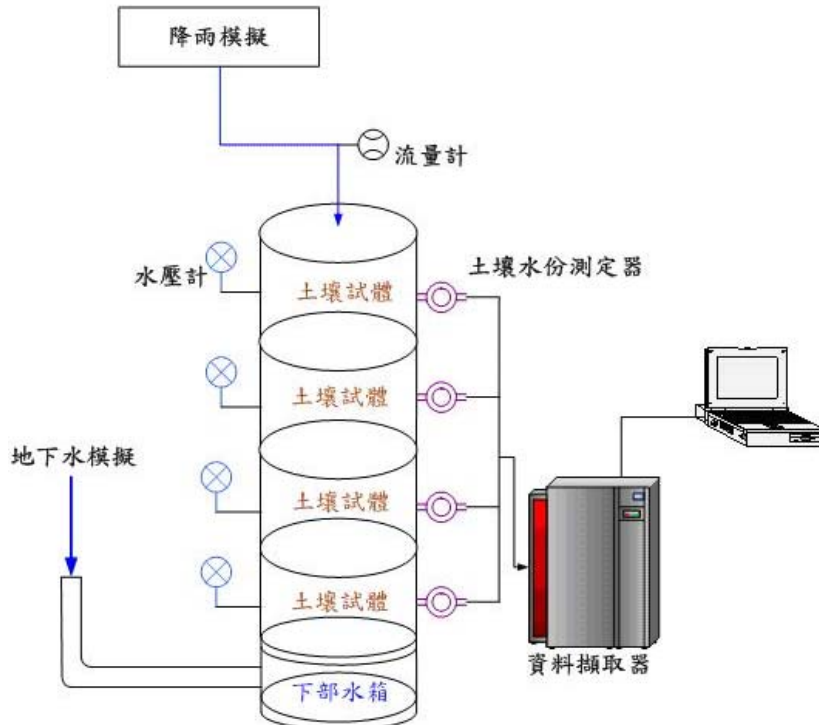 降雨模擬
流量計
水壓計
土壤試體
土壤水份測定器
土壤試體
地下水模擬
土壤試體
土壤試體
資料擷取器
下部水箱